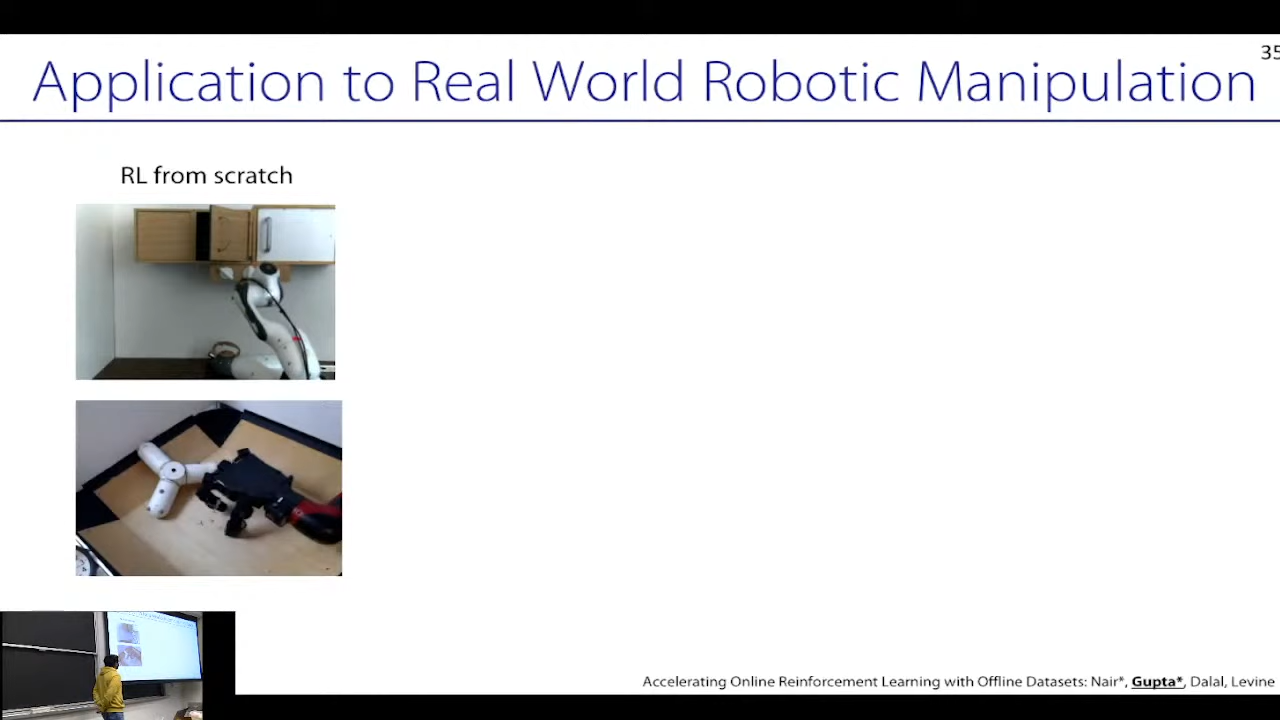 35
Application to Real World Robotic Manipulation
RL from scratch
Accelerating Online Reinforcement Learning with Offline Datasets: Nair*, Gupta*, Dalal, Levine